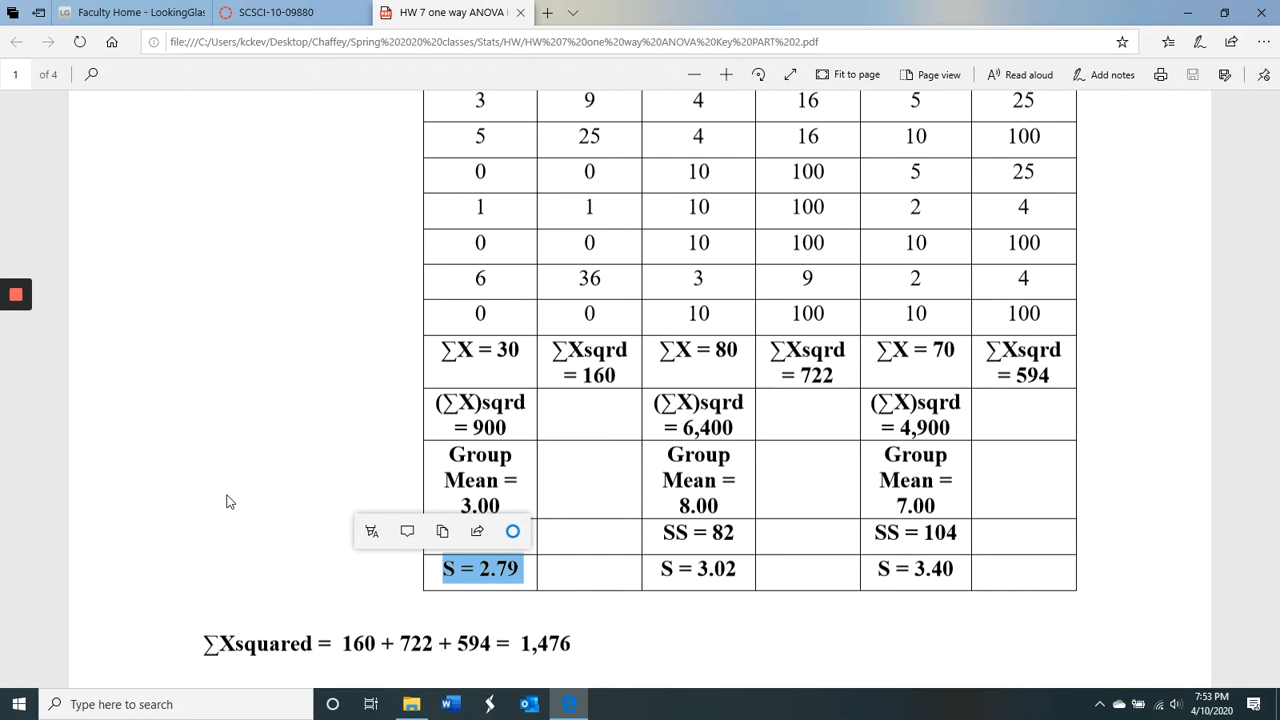 Faculty Home - LookingGlas
SCSCI-10-09880
HW 7 one way ANOVA
file:///C:/Users/kckev/Desktop/Chaffey/Spring%202020%20classes/Stats/HW/HW%207%20one%20way%20ANOVA%20Key%20PART%202.pdf
1 of 4
Fit to page
Page view
Read aloud
Add notes
3 9 4 16 5 25
5 25 4 16 10 100
0 0 10 100 5 25
1 1 10 100 2 4
0 0 10 100 10 100
6 36 3 9 2 4
0 0 10 100 10 100
∑X = 30 ∑Xsqrd ∑X = 80 ∑Xsqrd ∑X = 70 ∑Xsqrd
= 160 = 722 = 594
(∑X)sqrd (∑X)sqrd (∑X)sqrd
= 900 = 6,400 = 4,900
Group Group Group
Mean = Mean = Mean =
3.00 8.00 7.00
SS = 82 SS = 104
S = 2.79 S = 3.02 S = 3.40
∑Xsquared = 160 + 722 + 594 = 1,476
Type here to search
7:53 PM
4/10/2020